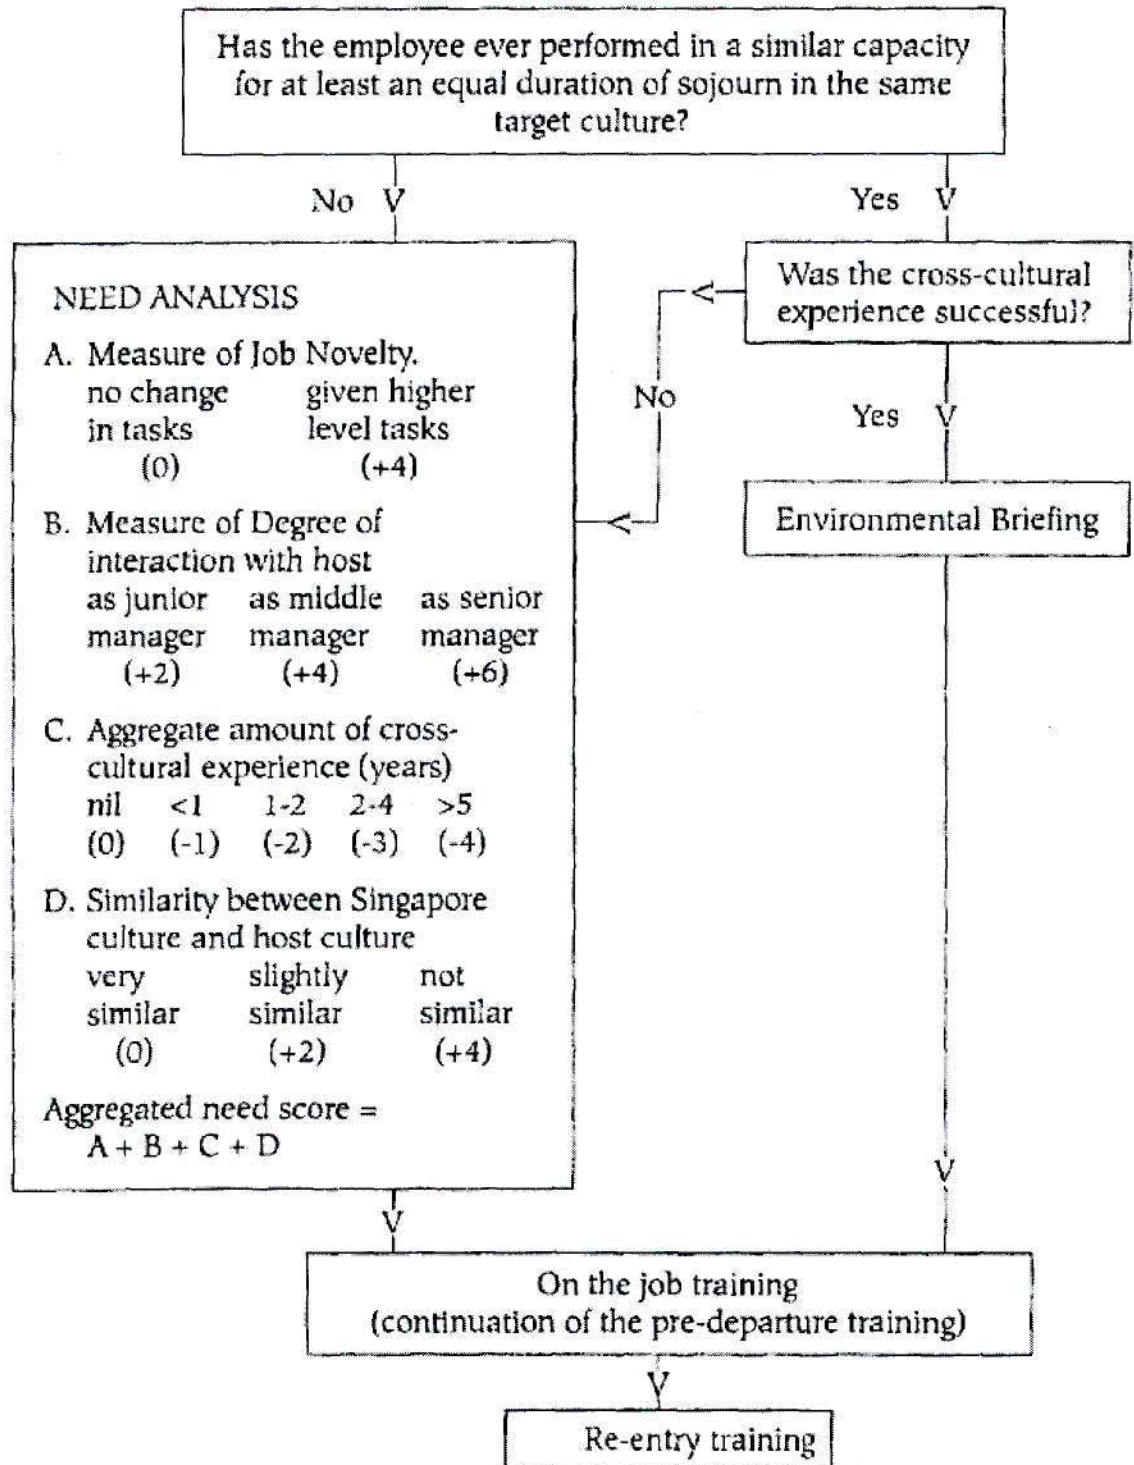 Has the employee ever performed in a similar capacity
for at least an equal duration of sojourn in the same
target culture?
No V
Yes V
NEED ANALYSIS
A. Measure of Job Novelty.
no change given higher
in tasks level tasks
(0) (+4)
B. Measure of Degree of
interaction with host
as junior as middle as senior
manager manager manager
(+2) (+4) (+6)
C. Aggregate amount of cross-
cultural experience (years)
nil <1 1-2 2-4 >5
(0) (-1) (-2) (-3) (-4)
D. Similarity between Singapore
culture and host culture
very slightly not
similar similar similar
(0) (+2) (+4)
Aggregated need score =
A + B + C + D
V
Was the cross-cultural
experience successful?
<
No
<
Yes V
Environmental Briefing
V
On the job training
(continuation of the pre-departure training)
V
Re-entry training